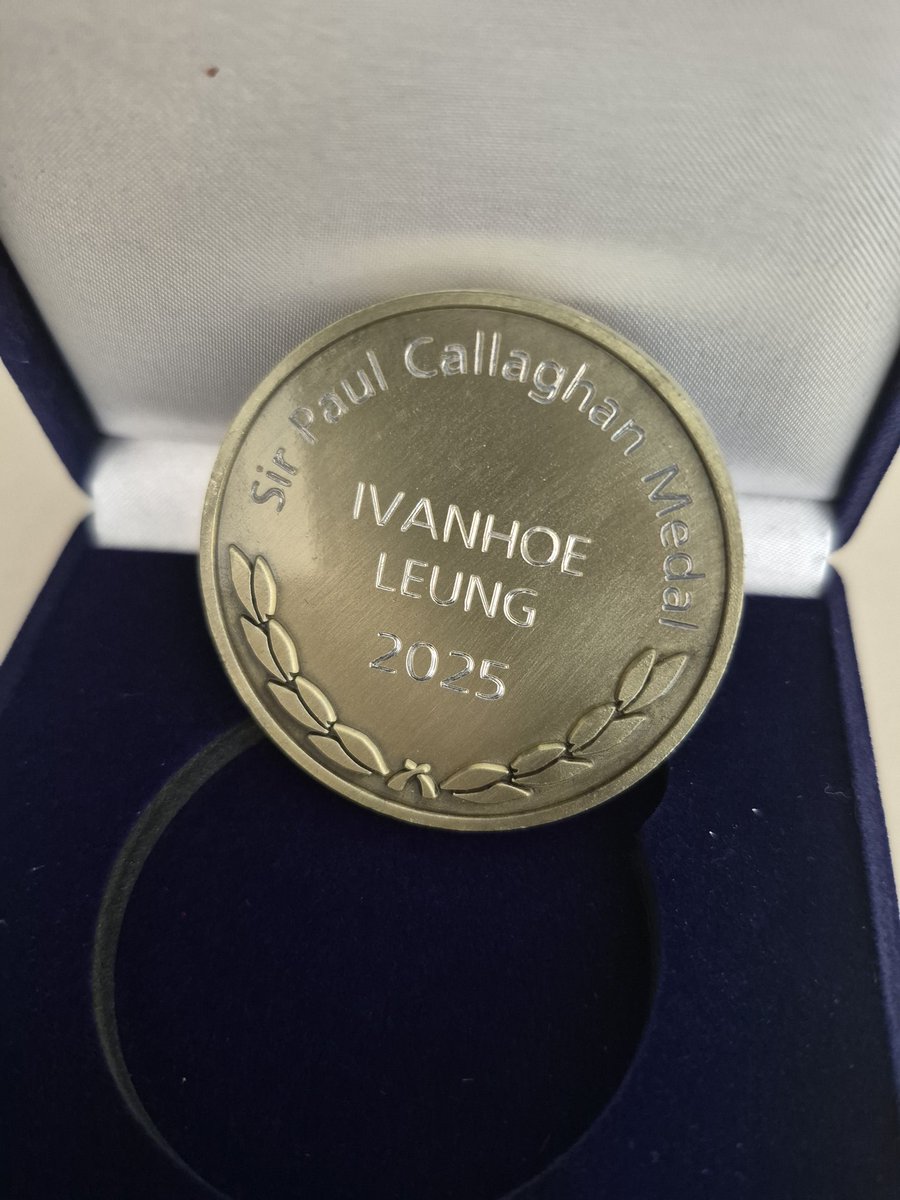 Sir Paul Callaghan Medal
IVANHOE
LEUNG
2025